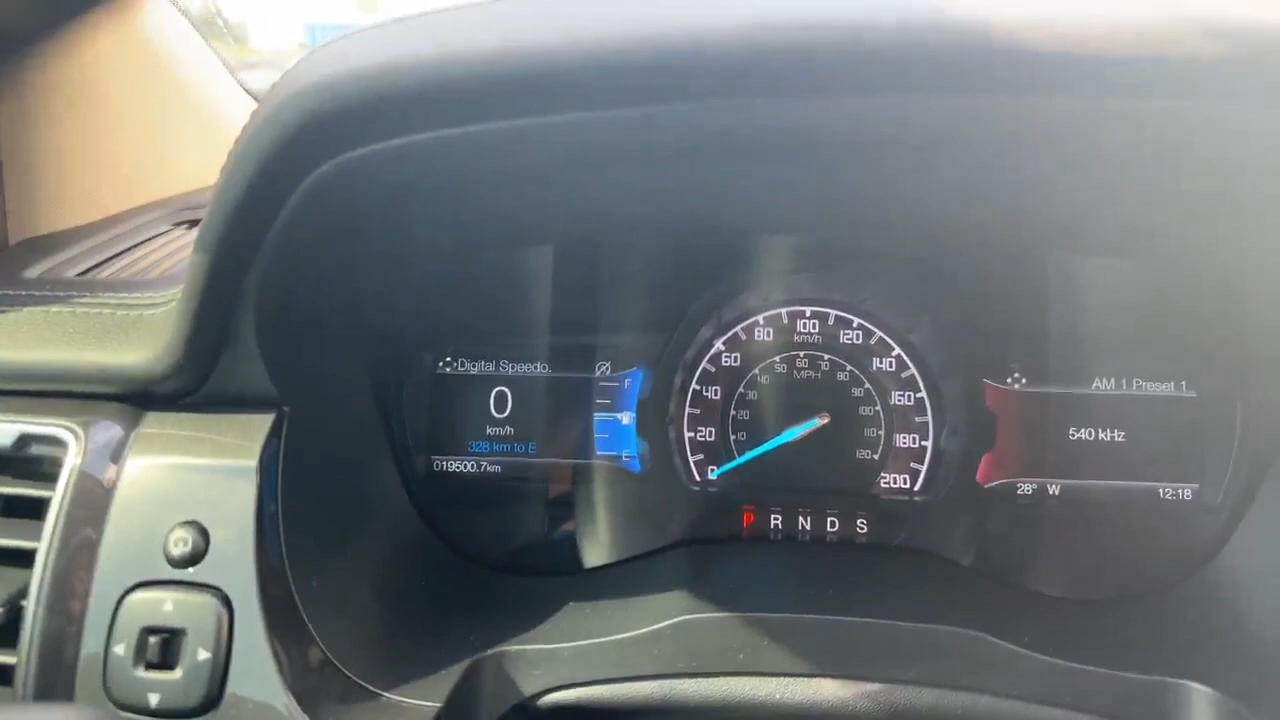 Digital Speedo.
0
km/h
328 km to E
019500.7km
F
E
0
20
40
60
80
100
120
140
160
180
200
km/h
10
20
30
40
50
60
70
80
90
100
110
120
MPH
P R N D S
AM 1 Preset 1
540 kHz
28° W
12:18